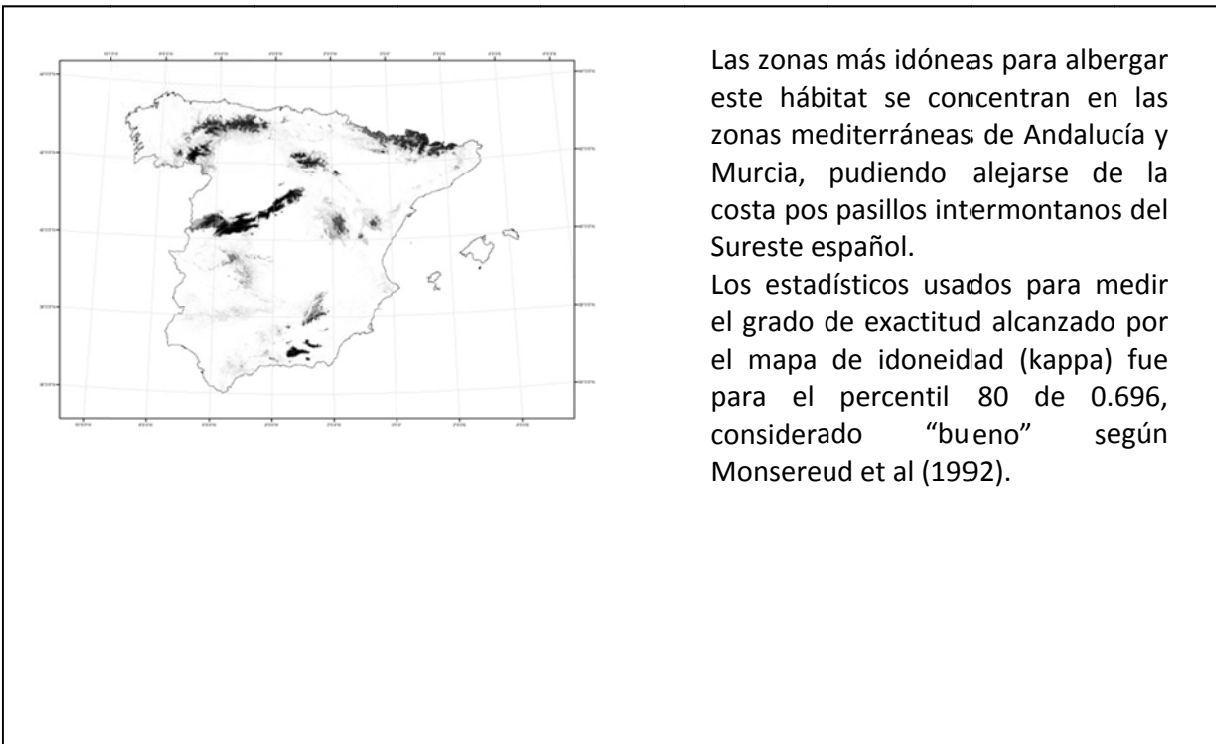 Las zonas más idóneas para albergar
este hábitat se concentran en las
zonas mediterráneas de Andalucía y
Murcia, pudiendo alejarse de la
costa pos pasillos intermontanos del
Sureste español.
Los estadísticos usados para medir
el grado de exactitud alcanzado por
el mapa de idoneidad (kappa) fue
para el percentil 80 de 0.696,
considerado “bueno” según
Monsereud et al (1992).